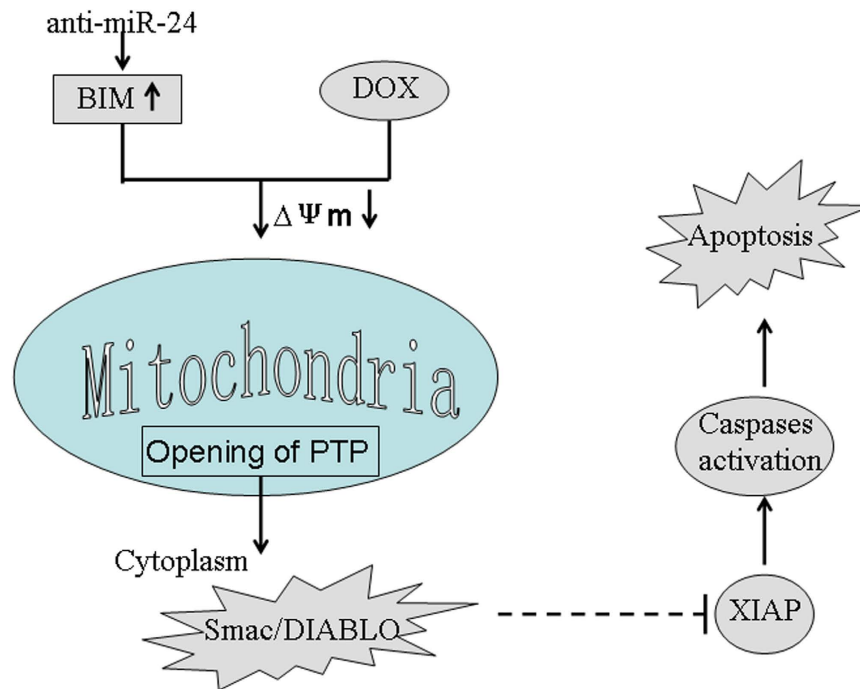 anti-miR-24
BIM ↑
DOX
ΔΨm ↓
Apoptosis
Mitochondria
Opening of PTP
Caspases
activation
Cytoplasm
Smac/DIABLO
XIAP